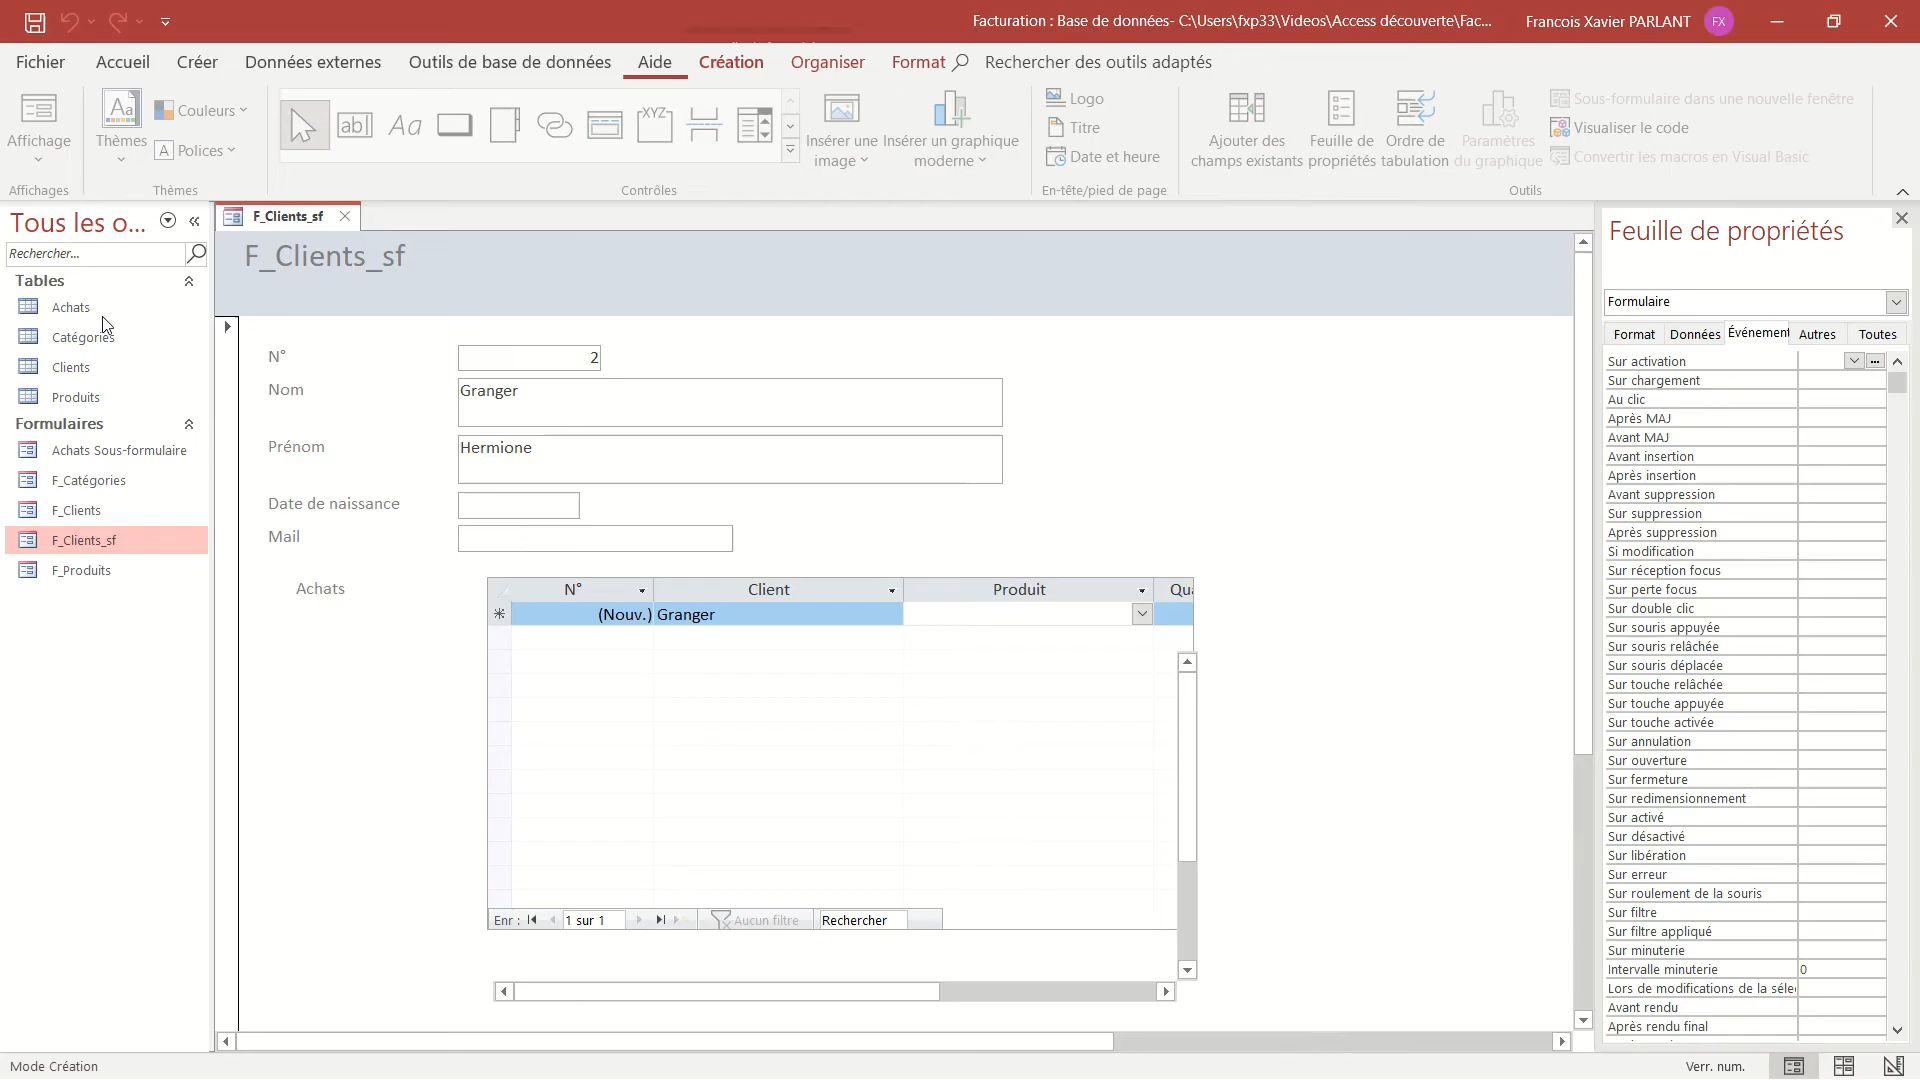 Facturation : Base de données- C:\Users\fxp33\Videos\Access découverte\Fac...
Francois Xavier PARLANT
FX
Fichier
Accueil
Créer
Données externes
Outils de base de données
Aide
Création
Organiser
Format
Rechercher des outils adaptés
Affichage
Affichages
Aa
Thèmes
Couleurs
A Polices
Thèmes
ab|
Aa
XYZ
Insérer une image
Insérer un graphique moderne
Contrôles
Logo
Titre
Date et heure
En-tête/pied de page
Ajouter des champs existants
Feuille de propriétés
Ordre de tabulation
Paramètres du graphique
Sous-formulaire dans une nouvelle fenêtre
Visualiser le code
Convertir les macros en Visual Basic
Outils
Tous les o...
Rechercher...
Tables
Achats
Catégories
Clients
Produits
Formulaires
Achats Sous-formulaire
F_Catégories
F_Clients
F_Clients_sf
F_Produits
F_Clients_sf
F_Clients_sf
N°
2
Nom
Granger
Prénom
Hermione
Date de naissance
Mail
Achats
N° Client Produit Qua
(Nouv.) Granger
Enr : 1 sur 1 Aucun filtre Rechercher
Feuille de propriétés
Formulaire
Format Données Événement Autres Toutes
Sur activation
Sur chargement
Au clic
Après MAJ
Avant MAJ
Avant insertion
Après insertion
Avant suppression
Sur suppression
Après suppression
Si modification
Sur réception focus
Sur perte focus
Sur double clic
Sur souris appuyée
Sur souris relâchée
Sur souris déplacée
Sur touche relâchée
Sur touche appuyée
Sur touche activée
Sur annulation
Sur ouverture
Sur fermeture
Sur redimensionnement
Sur activé
Sur désactivé
Sur libération
Sur erreur
Sur roulement de la souris
Sur filtre
Sur filtre appliqué
Sur minuterie
Intervalle minuterie 0
Lors de modifications de la séle
Avant rendu
Après rendu final
Mode Création
Verr. num.